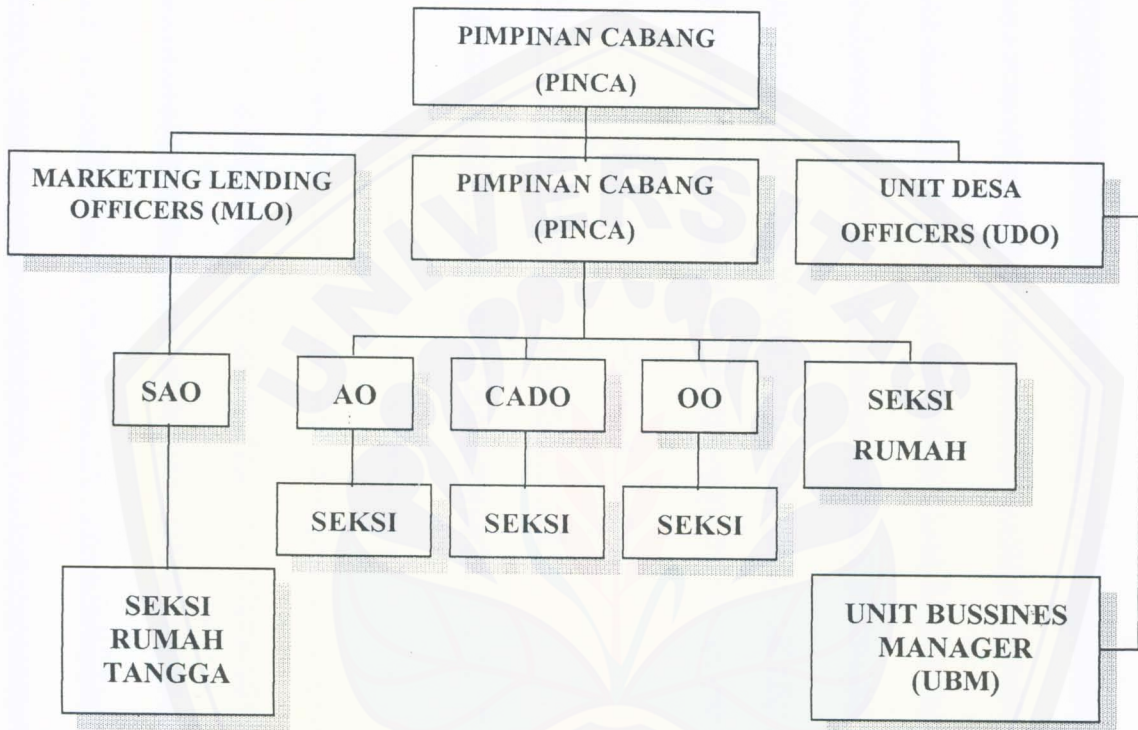 PIMPINAN CABANG
(PINCA)
MARKETING LENDING
OFFICERS (MLO)
PIMPINAN CABANG
(PINCA)
UNIT DESA
OFFICERS (UDO)
UNIVERSITAS
SAO
AO
CADO
OO
SEKSI
RUMAH
SEKSI
SEKSI
SEKSI
SEKSI
RUMAH
TANGGA
UNIT BUSSINES
MANAGER
(UBM)